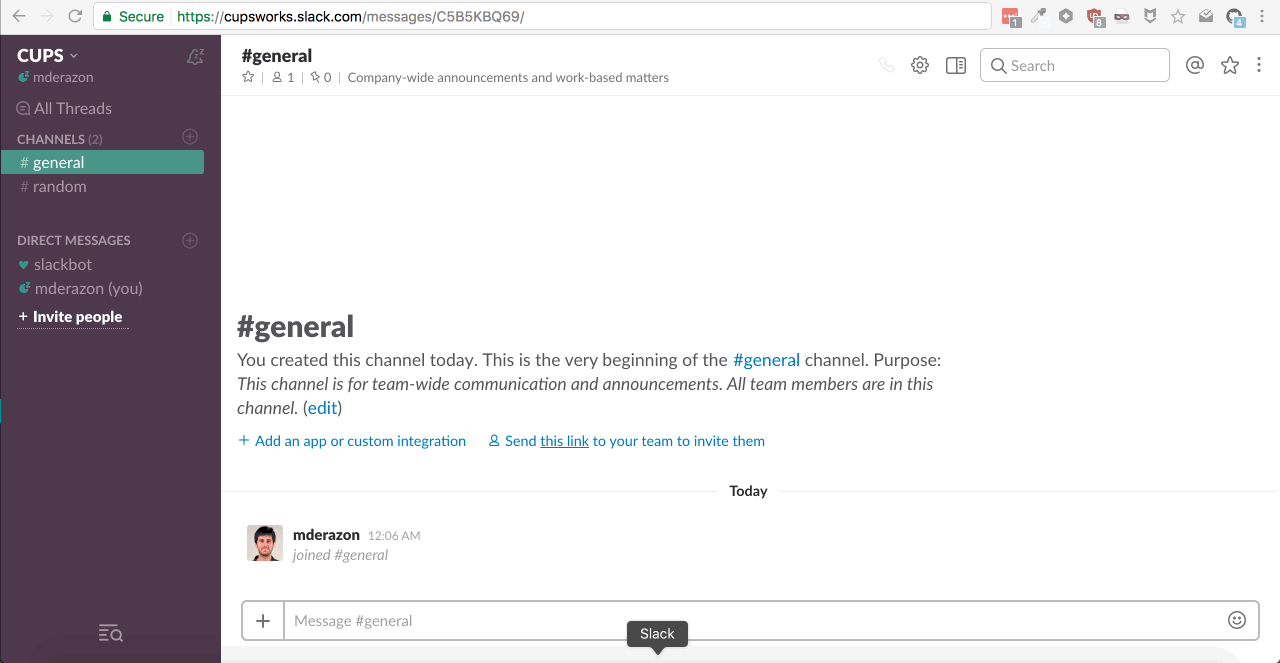 Secure https://cupsworks.slack.com/messages/C5B5KBQ69/
1
8
4
CUPS
mderazon
All Threads
CHANNELS (2)
# general
# random
DIRECT MESSAGES
slackbot
mderazon (you)
+ Invite people
#general
1 | 0 | Company-wide announcements and work-based matters
Search
#general
You created this channel today. This is the very beginning of the #general channel. Purpose:
This channel is for team-wide communication and announcements. All team members are in this
channel. (edit)
+ Add an app or custom integration Send this link to your team to invite them
Today
mderazon 12:06 AM
joined #general
+ Message #general
Slack